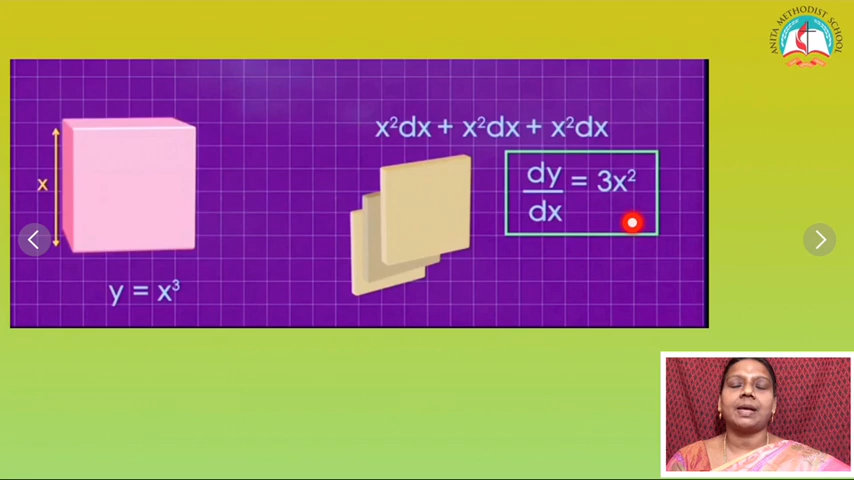 ANITA METHODIST SCHOOL
x²dx + x²dx + x²dx
x
dy/dx = 3x²
y = x³